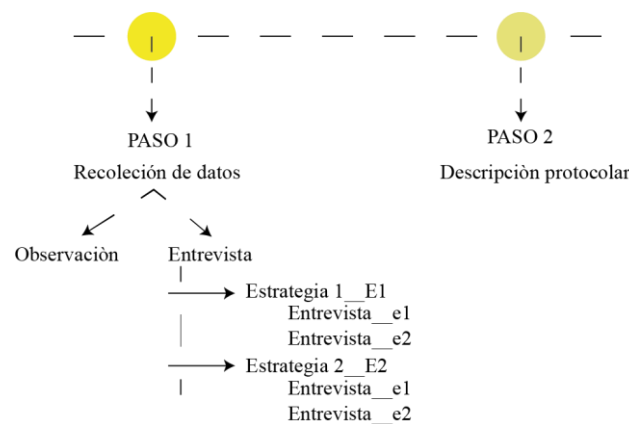 PASO 1
Recoleción de datos
Observaciòn
Entrevista
Estrategia 1__E1
Entrevista__e1
Entrevista__e2
Estrategia 2__E2
Entrevista__e1
Entrevista__e2
PASO 2
Descripciòn protocolar